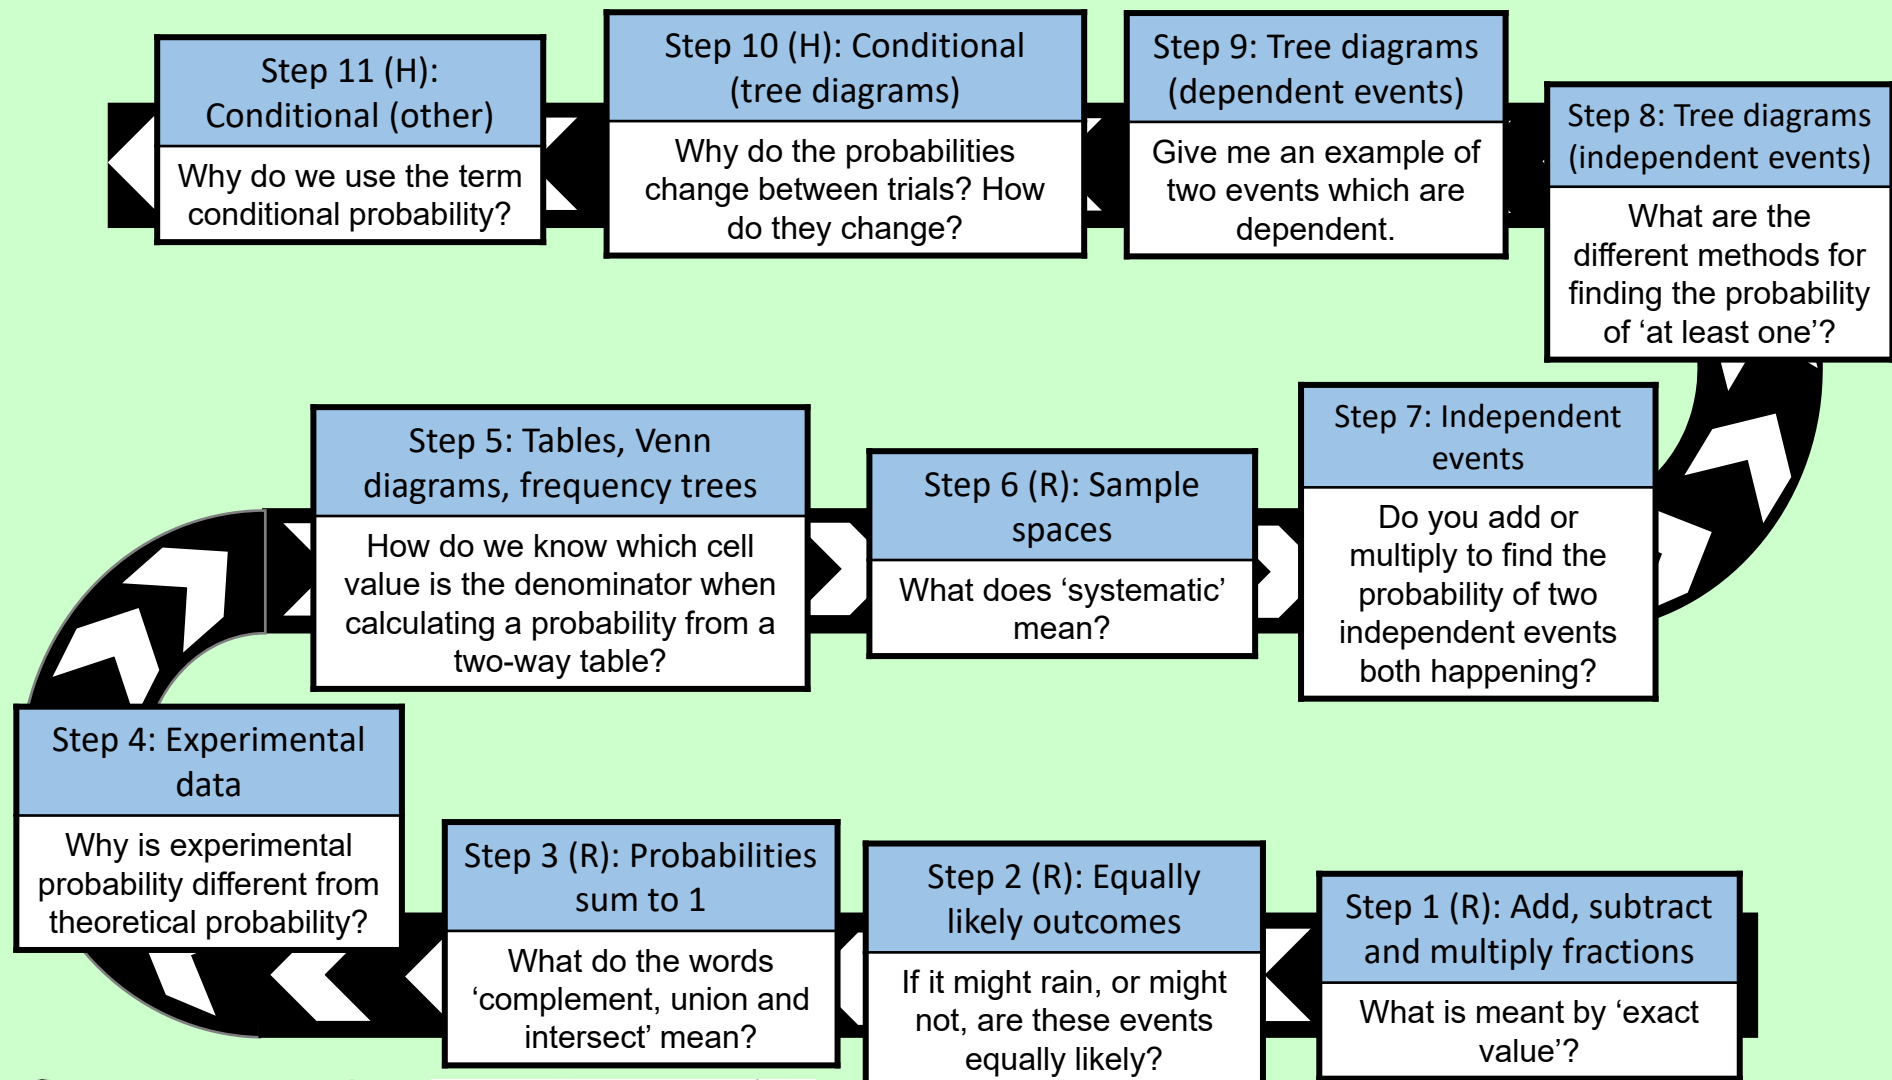 Step 11 (H):
Conditional (other)
Why do we use the term
conditional probability?
Step 10 (H): Conditional
(tree diagrams)
Why do the probabilities
change between trials? How
do they change?
Step 9: Tree diagrams
(dependent events)
Give me an example of
two events which are
dependent.
Step 8: Tree diagrams
(independent events)
What are the
different methods for
finding the probability
of ‘at least one’?
Step 5: Tables, Venn
diagrams, frequency trees
How do we know which cell
value is the denominator when
calculating a probability from a
two-way table?
Step 6 (R): Sample
spaces
What does ‘systematic’
mean?
Step 7: Independent
events
Do you add or
multiply to find the
probability of two
independent events
both happening?
Step 4: Experimental
data
Why is experimental
probability different from
theoretical probability?
Step 3 (R): Probabilities
sum to 1
What do the words
‘complement, union and
intersect’ mean?
Step 2 (R): Equally
likely outcomes
If it might rain, or might
not, are these events
equally likely?
Step 1 (R): Add, subtract
and multiply fractions
What is meant by ‘exact
value’?